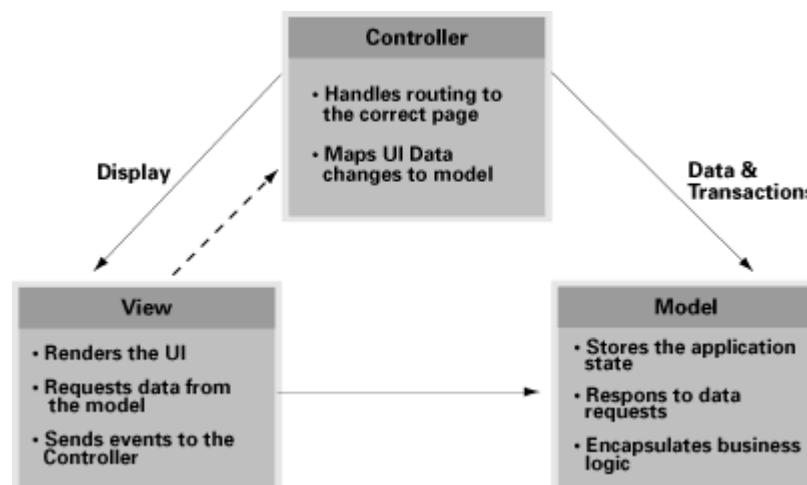 Controller
• Handles routing to
the correct page
• Maps UI Data
changes to model
Display
Data &
Transactions
View
• Renders the UI
• Requests data from
the model
• Sends events to the
Controller
Model
• Stores the application
state
• Respons to data
requests
• Encapsulates business
logic